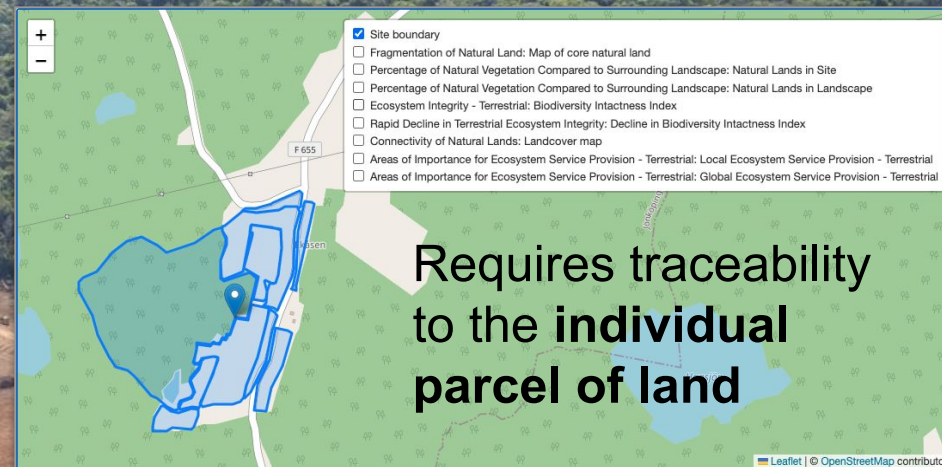 +
−
Site boundary
Fragmentation of Natural Land: Map of core natural land
Percentage of Natural Vegetation Compared to Surrounding Landscape: Natural Lands in Site
Percentage of Natural Vegetation Compared to Surrounding Landscape: Natural Lands in Landscape
Ecosystem Integrity - Terrestrial: Biodiversity Intactness Index
Rapid Decline in Terrestrial Ecosystem Integrity: Decline in Biodiversity Intactness Index
Connectivity of Natural Lands: Landcover map
Areas of Importance for Ecosystem Service Provision - Terrestrial: Local Ecosystem Service Provision - Terrestrial
Areas of Importance for Ecosystem Service Provision - Terrestrial: Global Ecosystem Service Provision - Terrestrial
F 655
Requires traceability
to the individual
parcel of land
Leaflet | © OpenStreetMap